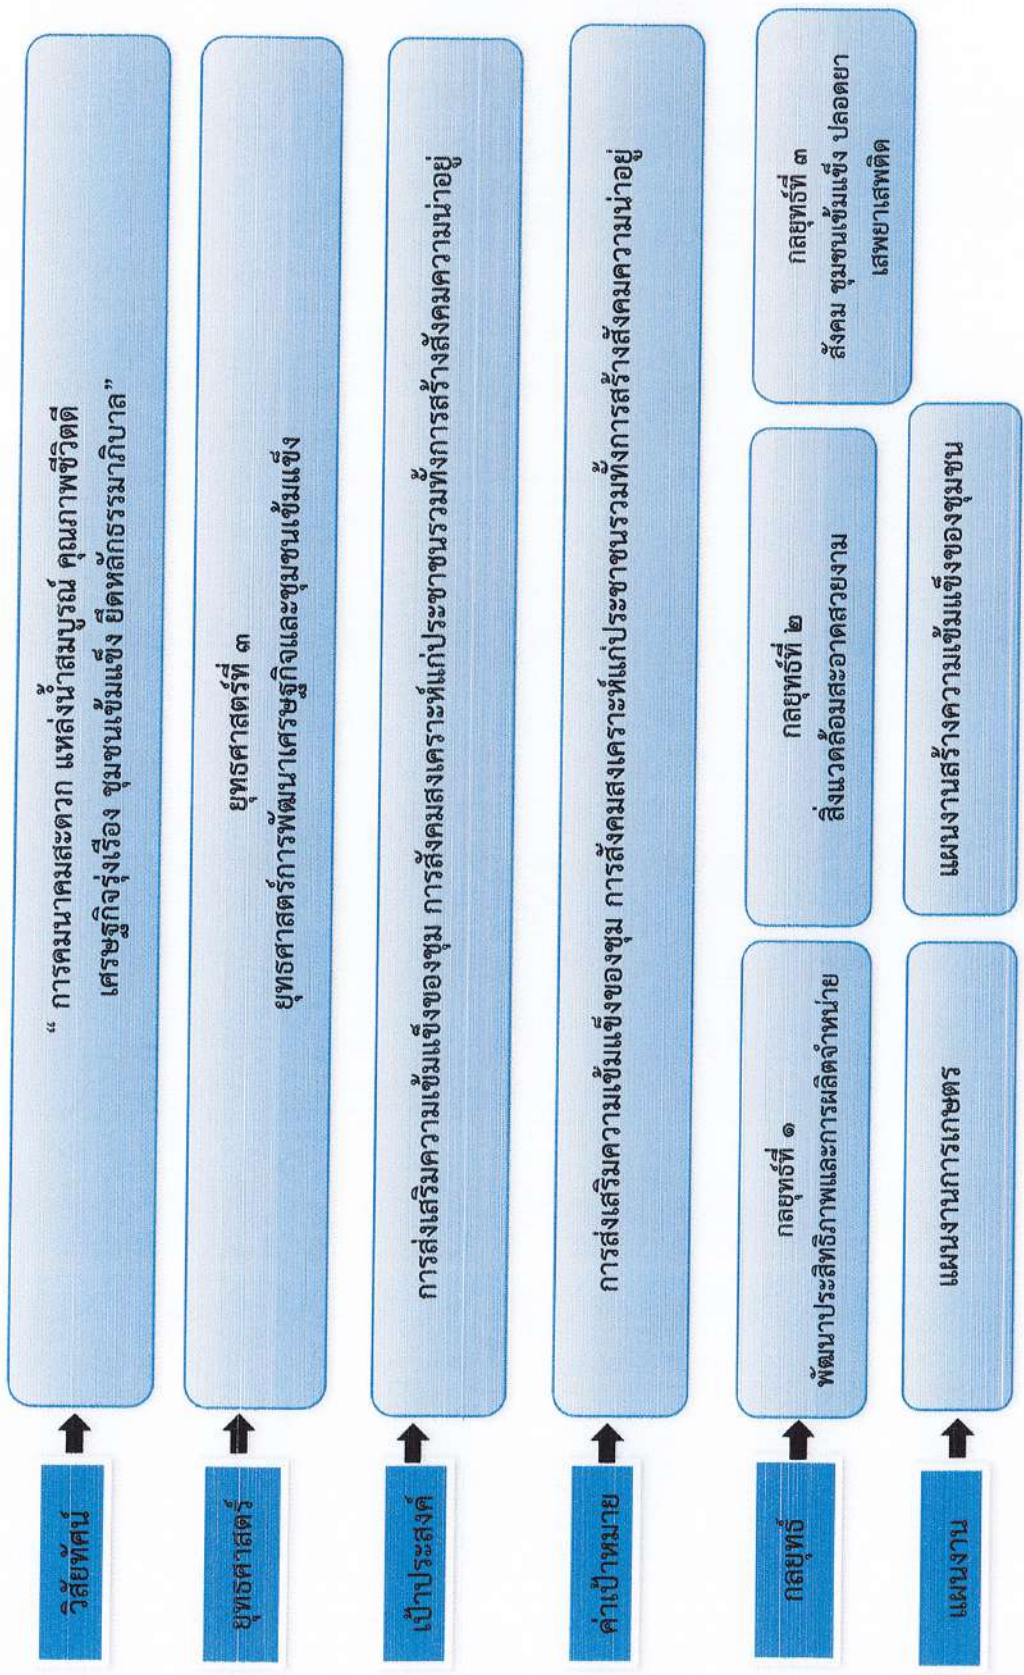 วิสัยทัศน์
“ การคมนาคมสะดวก แหล่งน้ำสมบูรณ์ คุณภาพชีวิตดี
เศรษฐกิจรุ่งเรือง ชุมชนเข้มแข็ง ยึดหลักธรรมาภิบาล”
ยุทธศาสตร์
ยุทธศาสตร์ที่ ๓
ยุทธศาสตร์การพัฒนาเศรษฐกิจและชุมชนเข้มแข็ง
เป้าประสงค์
การส่งเสริมความเข้มแข็งของชุม การสังคมสงเคราะห์แก่ประชาชนรวมทั้งการสร้างสังคมความน่าอยู่
ค่าเป้าหมาย
การส่งเสริมความเข้มแข็งของชุม การสังคมสงเคราะห์แก่ประชาชนรวมทั้งการสร้างสังคมความน่าอยู่
กลยุทธ์
กลยุทธ์ที่ ๑
พัฒนาประสิทธิภาพและการผลิตจำหน่าย
กลยุทธ์ที่ ๒
สิ่งแวดล้อมสะอาดสวยงาม
กลยุทธ์ที่ ๓
สังคม ชุมชนเข้มแข็ง ปลอดยา
เสพยาเสพติด
แผนงาน
แผนงานการเกษตร
แผนงานสร้างความเข้มแข็งของชุมชน